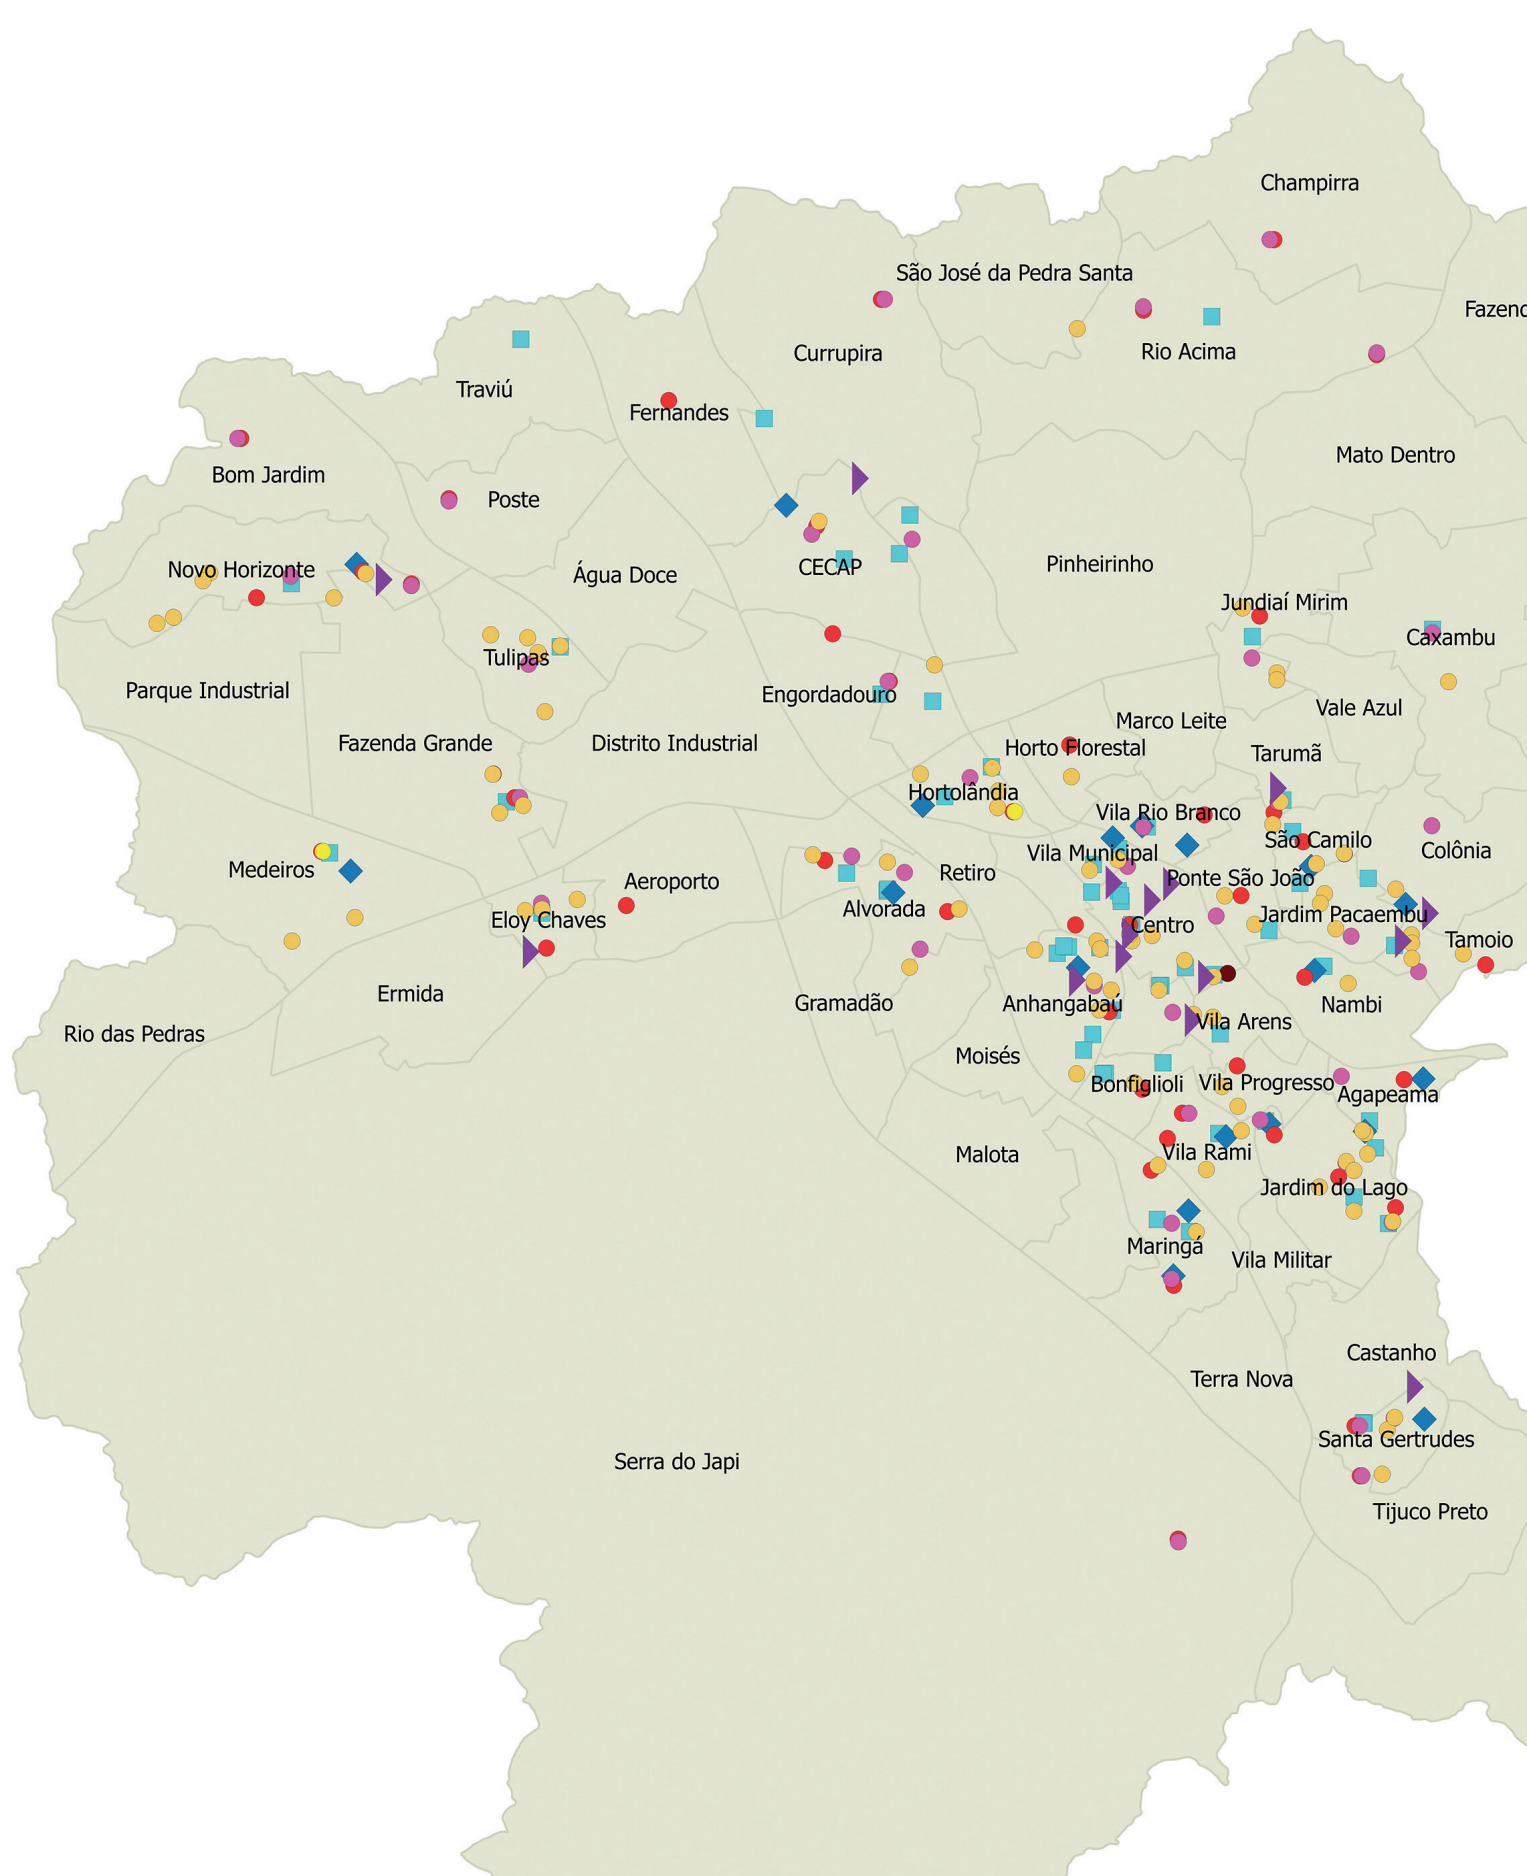 Champirra
São José da Pedra Santa
Fazend
Currupira
Rio Acima
Traviú
Fernandes
Mato Dentro
Bom Jardim
Poste
Novo Horizonte
Água Doce
CECAP
Pinheirinho
Jundiaí Mirim
Caxambu
Tulipas
Parque Industrial
Engordadouro
Vale Azul
Marco Leite
Fazenda Grande
Distrito Industrial
Horto Florestal
Tarumã
Hortolândia
Vila Rio Branco
São Camilo
Colônia
Vila Municipal
Medeiros
Retiro
Ponte São João
Aeroporto
Alvorada
Jardim Pacaembu
Eloy Chaves
Centro
Tamoio
Ermida
Gramadão
Anhangabaú
Nambi
Rio das Pedras
Vila Arens
Moisés
Bonfiglioli
Vila Progresso
Agapeama
Malota
Vila Rami
Jardim do Lago
Maringá
Vila Militar
Castanho
Terra Nova
Santa Gertrudes
Serra do Japi
Tijuco Preto